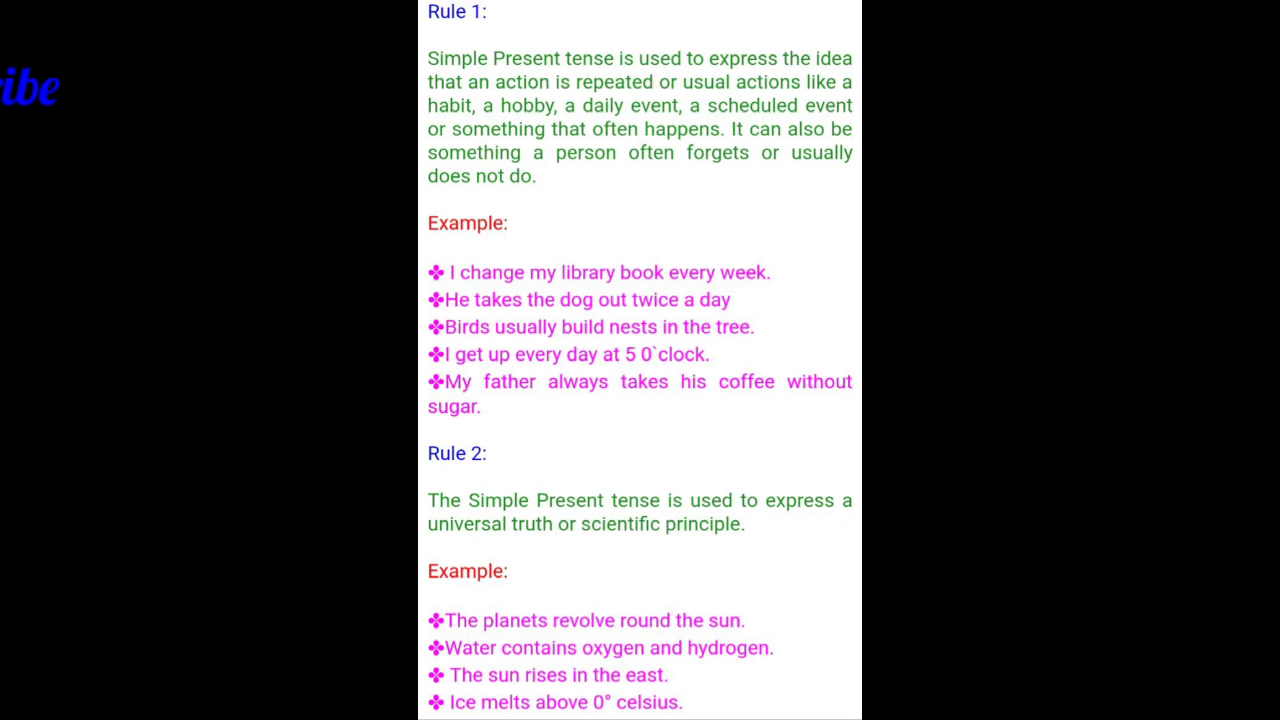 Rule 1:
ribe
Simple Present tense is used to express the idea
that an action is repeated or usual actions like a
habit, a hobby, a daily event, a scheduled event
or something that often happens. It can also be
something a person often forgets or usually
does not do.
Example:
✤ I change my library book every week.
✤He takes the dog out twice a day
✤Birds usually build nests in the tree.
✤I get up every day at 5 0`clock.
✤My father always takes his coffee without
sugar.
Rule 2:
The Simple Present tense is used to express a
universal truth or scientific principle.
Example:
✤The planets revolve round the sun.
✤Water contains oxygen and hydrogen.
✤ The sun rises in the east.
✤ Ice melts above 0° celsius.